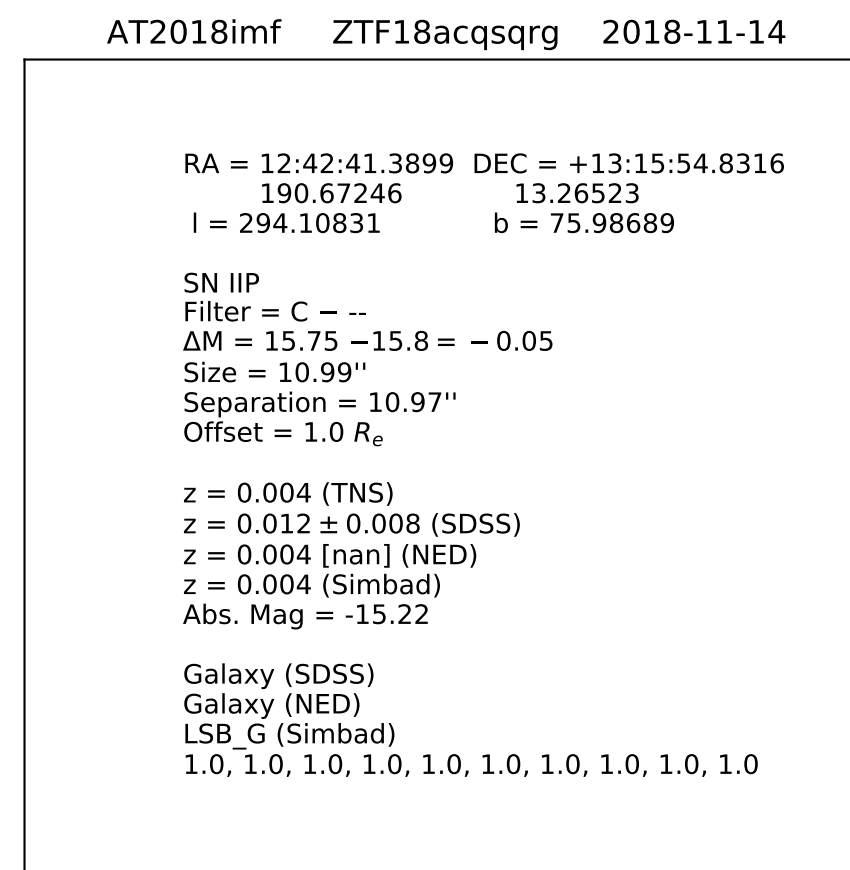 AT2018imf ZTF18acqsqrg 2018-11-14
RA = 12:42:41.3899 DEC = +13:15:54.8316
190.67246 13.26523
l = 294.10831 b = 75.98689
SN IIP
Filter = C − --
ΔM = 15.75 −15.8 = −0.05
Size = 10.99''
Separation = 10.97''
Offset = 1.0 Re
z = 0.004 (TNS)
z = 0.012 ± 0.008 (SDSS)
z = 0.004 [nan] (NED)
z = 0.004 (Simbad)
Abs. Mag = -15.22
Galaxy (SDSS)
Galaxy (NED)
LSB_G (Simbad)
1.0, 1.0, 1.0, 1.0, 1.0, 1.0, 1.0, 1.0, 1.0, 1.0